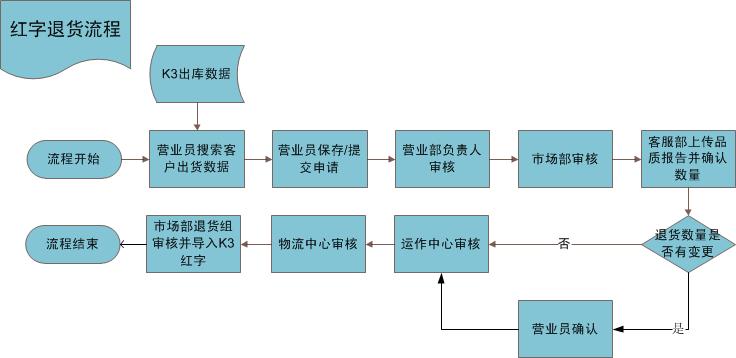 红字退货流程
K3出库数据
流程开始
营业员搜索客
户出货数据
营业员保存/提
交申请
营业部负责人
审核
市场部审核
客服部上传品
质报告并确认
数量
退货数量是
否有变更
否
运作中心审核
物流中心审核
市场部退货组
审核并导入K3
红字
流程结束
是
营业员确认